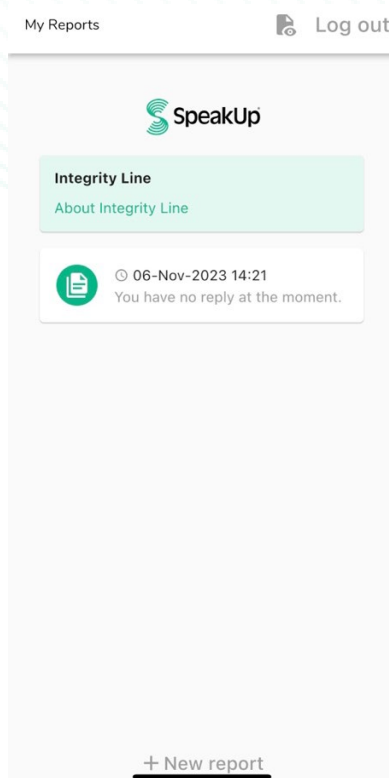 My Reports
Log out
SpeakUp
Integrity Line
About Integrity Line
06-Nov-2023 14:21
You have no reply at the moment.
+ New report